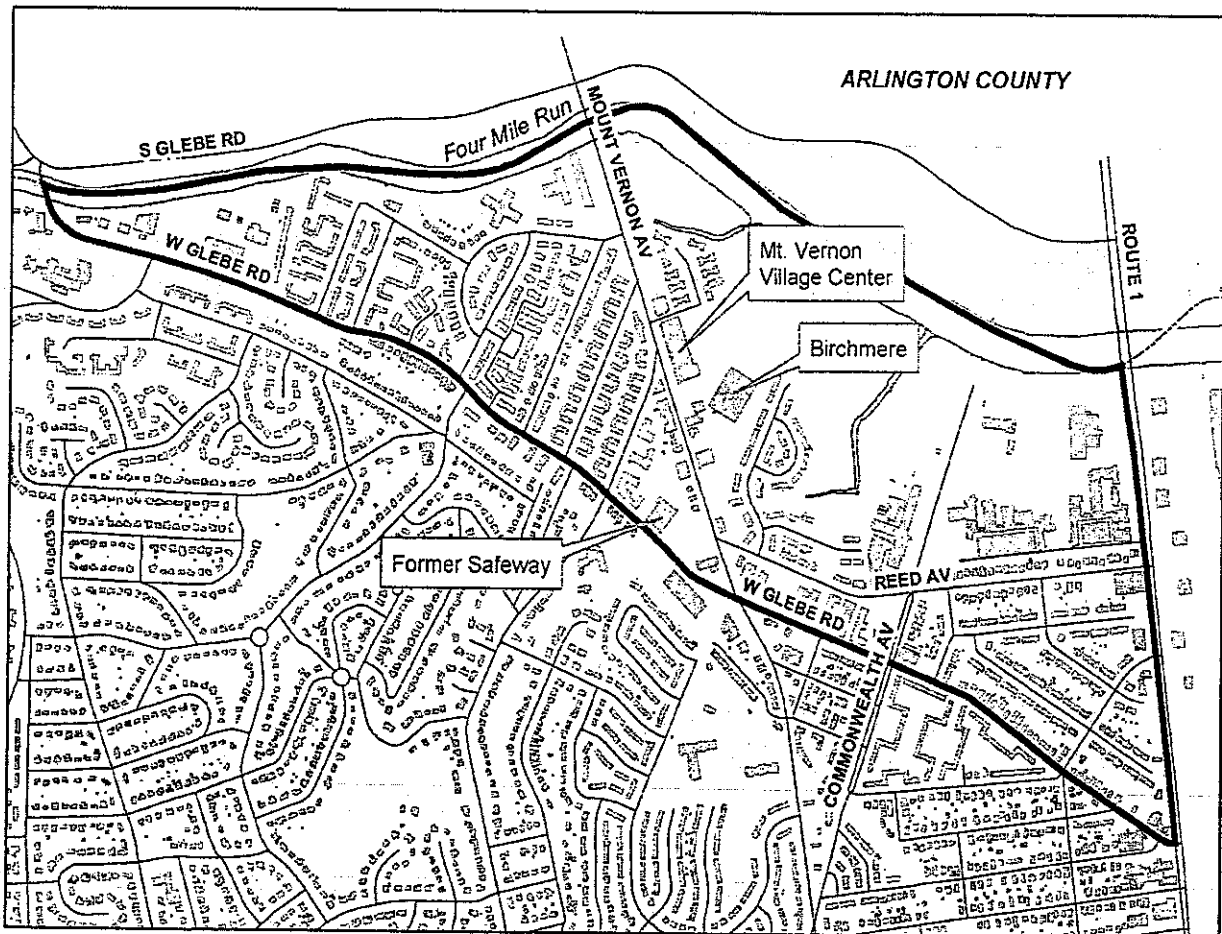 ARLINGTON COUNTY
S GLEBE RD
Four Mile Run
MOUNT VERNON AV
ROUTE 1
W GLEBE RD
Mt. Vernon
Village Center
Birchmere
Former Safeway
REED AV
W GLEBE RD
COMMONWEALTH AV